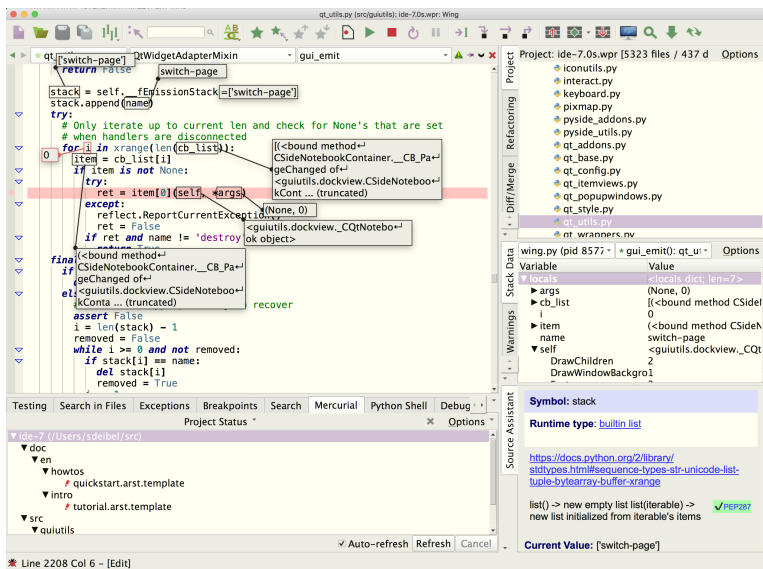 qt_utils.py (src/guiutils): ide-7.0s.wpr: Wing
qt_
QtWidgetAdapterMixin
gui_emit
['switch-page']
return False
switch-page
stack = self.__fEmissionStack =['switch-page']
stack.append(name)
try:
# Only iterate up to current len and check for None's that are set
# when handlers are disconnected
for i in xrange(len(cb_list)):
0
[(<bound method↵
CSideNotebookContainer.__CB_Pa↵
geChanged of↵
<guiutils.dockview.CSideNoteboo↵
kCont ... (truncated)
item = cb_list[i]
if item is not None:
try:
ret = item[0](self, *args)
(None, 0)
except:
reflect.ReportCurrentException()
<guiutils.dockview._CQtNotebo↵
ok object>
ret = False
if ret and name != 'destroy
return True
(<bound method↵
CSideNotebookContainer.__CB_Pa↵
geChanged of↵
<guiutils.dockview.CSideNoteboo↵
kConta ... (truncated)
fina
if
els
to recover
assert False
i = len(stack) - 1
removed = False
while i >= 0 and not removed:
if stack[i] == name:
del stack[i]
removed = True
Testing Search in Files Exceptions Breakpoints Search Mercurial Python Shell Debug
Project Status
Options
ide-7 (/Users/sdeibel/src)
doc
en
howtos
quickstart.arst.template
intro
tutorial.arst.template
src
guiutils
Auto-refresh Refresh Cancel
Line 2208 Col 6 – [Edit]
Project
Refactoring
Diff/Merge
Project: ide-7.0s.wpr [5323 files / 437 d Options
iconutils.py
interact.py
keyboard.py
pixmap.py
pyside_addons.py
pyside_utils.py
qt_addons.py
qt_base.py
qt_config.py
qt_itemviews.py
qt_popupwindows.py
qt_style.py
qt_utils.py
qt_wrappers.py
Stack Data
Warnings
wing.py (pid 8577
gui_emit(): qt_u
Options
Variable Value
locals <locals dict; len=7>
args (None, 0)
cb_list [(<bound method CSideN
i 0
item (<bound method CSideN
name switch-page
self <guiutils.dockview._CQt
DrawChildren 2
DrawWindowBackgro 1
Source Assistant
Symbol: stack
Runtime type: builtin list
https://docs.python.org/2/library/
stdtypes.html#sequence-types-str-unicode-list-
tuple-bytearray-buffer-xrange
list() -> new empty list list(iterable) ->
new list initialized from iterable's items
✓PEP287
Current Value: ['switch-page']